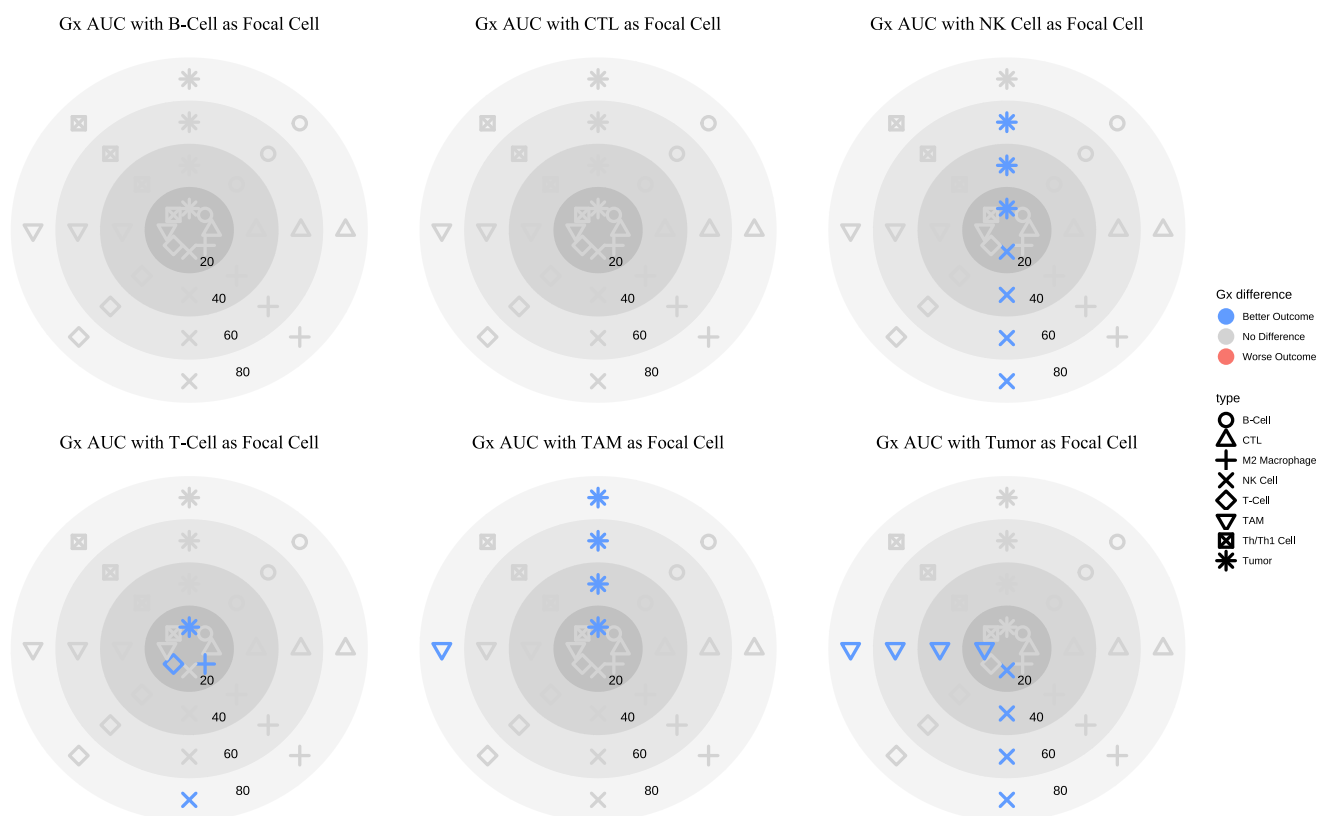 Gx AUC with B-Cell as Focal Cell
Gx AUC with CTL as Focal Cell
Gx AUC with NK Cell as Focal Cell
20
40
60
80
20
40
60
80
20
40
60
80
Gx AUC with T-Cell as Focal Cell
Gx AUC with TAM as Focal Cell
Gx AUC with Tumor as Focal Cell
20
40
60
80
20
40
60
80
20
40
60
80
Gx difference
Better Outcome
No Difference
Worse Outcome
type
B-Cell
CTL
M2 Macrophage
NK Cell
T-Cell
TAM
Th/Th1 Cell
Tumor